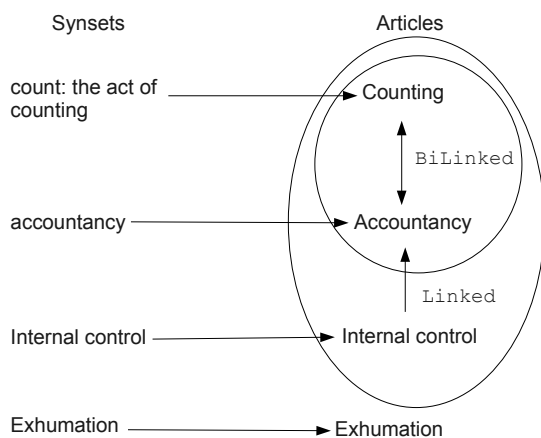 Synsets Articles
count: the act of
counting
Counting
BiLinked
accountancy Accountancy
Linked
Internal control Internal control
Exhumation Exhumation